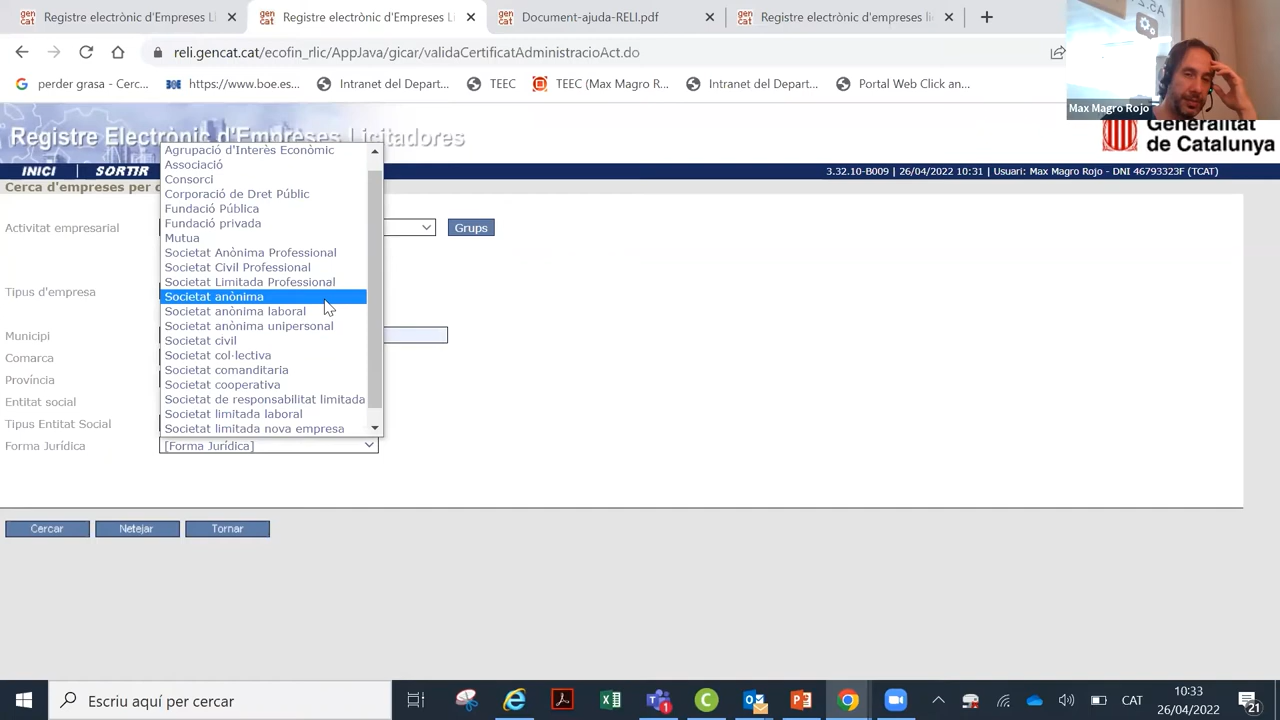 Registre electrònic d'Empreses Li
Registre electrònic d'Empreses Li
Document-ajuda-RELI.pdf
Registre electrònic d'empreses lic
reli.gencat.cat/ecofin_rlic/AppJava/gicar/validaCertificatAdministracioAct.do
perder grasa - Cerc...
https://www.boe.es...
Intranet del Depart...
TEEC
TEEC (Max Magro R...
Intranet del Depart...
Portal Web Click an...
Max Magro Rojo
Registre Electrònic d'Empreses Licitadores
Generalitat
de Catalunya
INICI
SORTIR
3.32.10-B009 | 26/04/2022 10:31 | Usuari: Max Magro Rojo - DNI 46793323F (TCAT)
Cerca d'empreses per
Activitat empresarial
Grups
Tipus d'empresa
Municipi
Comarca
Província
Entitat social
Tipus Entitat Social
Forma Jurídica
Agrupació d'Interès Econòmic
Associació
Consorci
Corporació de Dret Públic
Fundació Pública
Fundació privada
Mutua
Societat Anònima Professional
Societat Civil Professional
Societat Limitada Professional
Societat anònima
Societat anònima laboral
Societat anònima unipersonal
Societat civil
Societat col·lectiva
Societat comanditaria
Societat cooperativa
Societat de responsabilitat limitada
Societat limitada laboral
Societat limitada nova empresa
[Forma Jurídica]
Cercar
Netejar
Tornar
Escriu aquí per cercar
CAT
10:33
26/04/2022
21